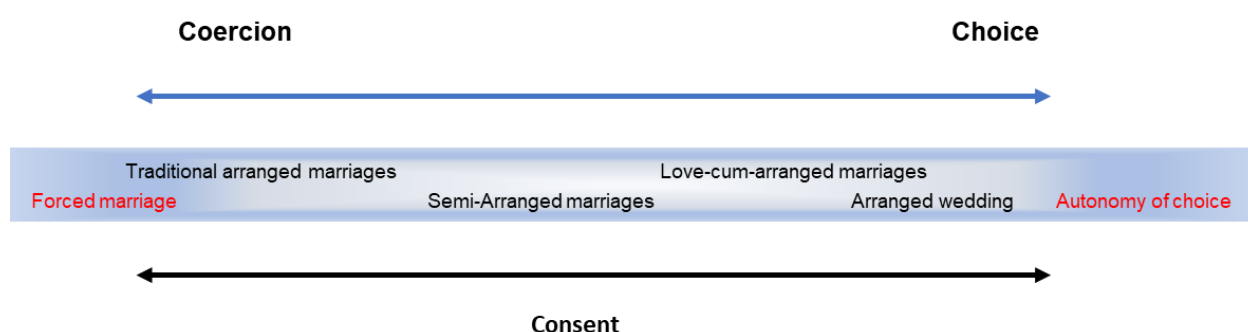 Coercion Choice
Traditional arranged marriages Love-cum-arranged marriages
Forced marriage Semi-Arranged marriages Arranged wedding Autonomy of choice
Consent